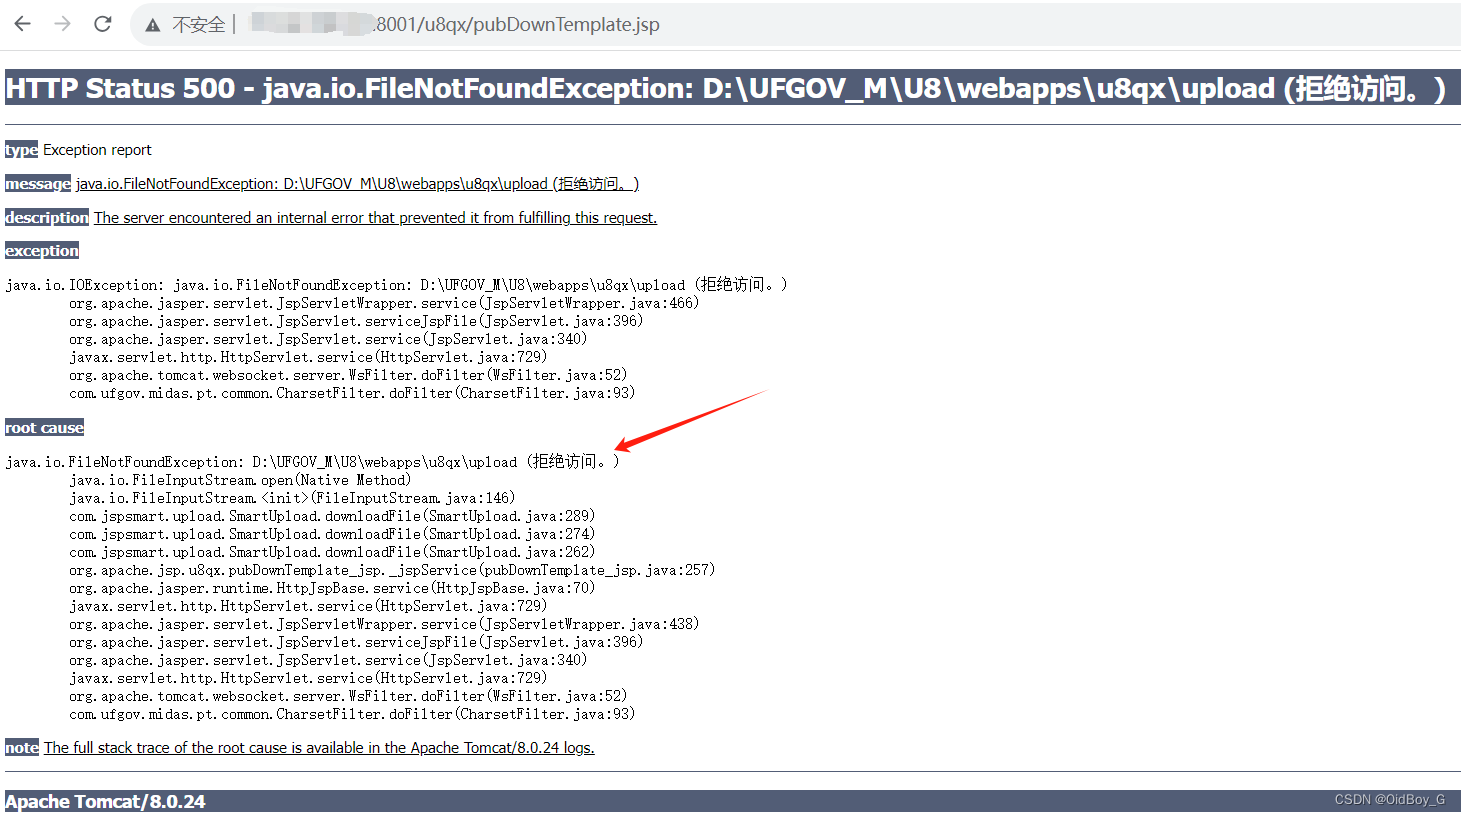 不安全 | :8001/u8qx/pubDownTemplate.jsp
HTTP Status 500 - java.io.FileNotFoundException: D:\UFGOV_M\U8\webapps\u8qx\upload (拒绝访问。)
type Exception report
message java.io.FileNotFoundException: D:\UFGOV_M\U8\webapps\u8qx\upload (拒绝访问。)
description The server encountered an internal error that prevented it from fulfilling this request.
exception
java.io.IOException: java.io.FileNotFoundException: D:\UFGOV_M\U8\webapps\u8qx\upload (拒绝访问。)
org.apache.jasper.servlet.JspServletWrapper.service(JspServletWrapper.java:466)
org.apache.jasper.servlet.JspServlet.serviceJspFile(JspServlet.java:396)
org.apache.jasper.servlet.JspServlet.service(JspServlet.java:340)
javax.servlet.http.HttpServlet.service(HttpServlet.java:729)
org.apache.tomcat.websocket.server.WsFilter.doFilter(WsFilter.java:52)
com.ufgov.midas.pt.common.CharsetFilter.doFilter(CharsetFilter.java:93)
root cause
java.io.FileNotFoundException: D:\UFGOV_M\U8\webapps\u8qx\upload (拒绝访问。)
java.io.FileInputStream.open(Native Method)
java.io.FileInputStream.<init>(FileInputStream.java:146)
com.jspsmart.upload.SmartUpload.downloadFile(SmartUpload.java:289)
com.jspsmart.upload.SmartUpload.downloadFile(SmartUpload.java:274)
com.jspsmart.upload.SmartUpload.downloadFile(SmartUpload.java:262)
org.apache.jsp.u8qx.pubDownTemplate_jsp._jspService(pubDownTemplate_jsp.java:257)
org.apache.jasper.runtime.HttpJspBase.service(HttpJspBase.java:70)
javax.servlet.http.HttpServlet.service(HttpServlet.java:729)
org.apache.jasper.servlet.JspServletWrapper.service(JspServletWrapper.java:438)
org.apache.jasper.servlet.JspServlet.serviceJspFile(JspServlet.java:396)
org.apache.jasper.servlet.JspServlet.service(JspServlet.java:340)
javax.servlet.http.HttpServlet.service(HttpServlet.java:729)
org.apache.tomcat.websocket.server.WsFilter.doFilter(WsFilter.java:52)
com.ufgov.midas.pt.common.CharsetFilter.doFilter(CharsetFilter.java:93)
note The full stack trace of the root cause is available in the Apache Tomcat/8.0.24 logs.
Apache Tomcat/8.0.24
CSDN @OidBoy_G